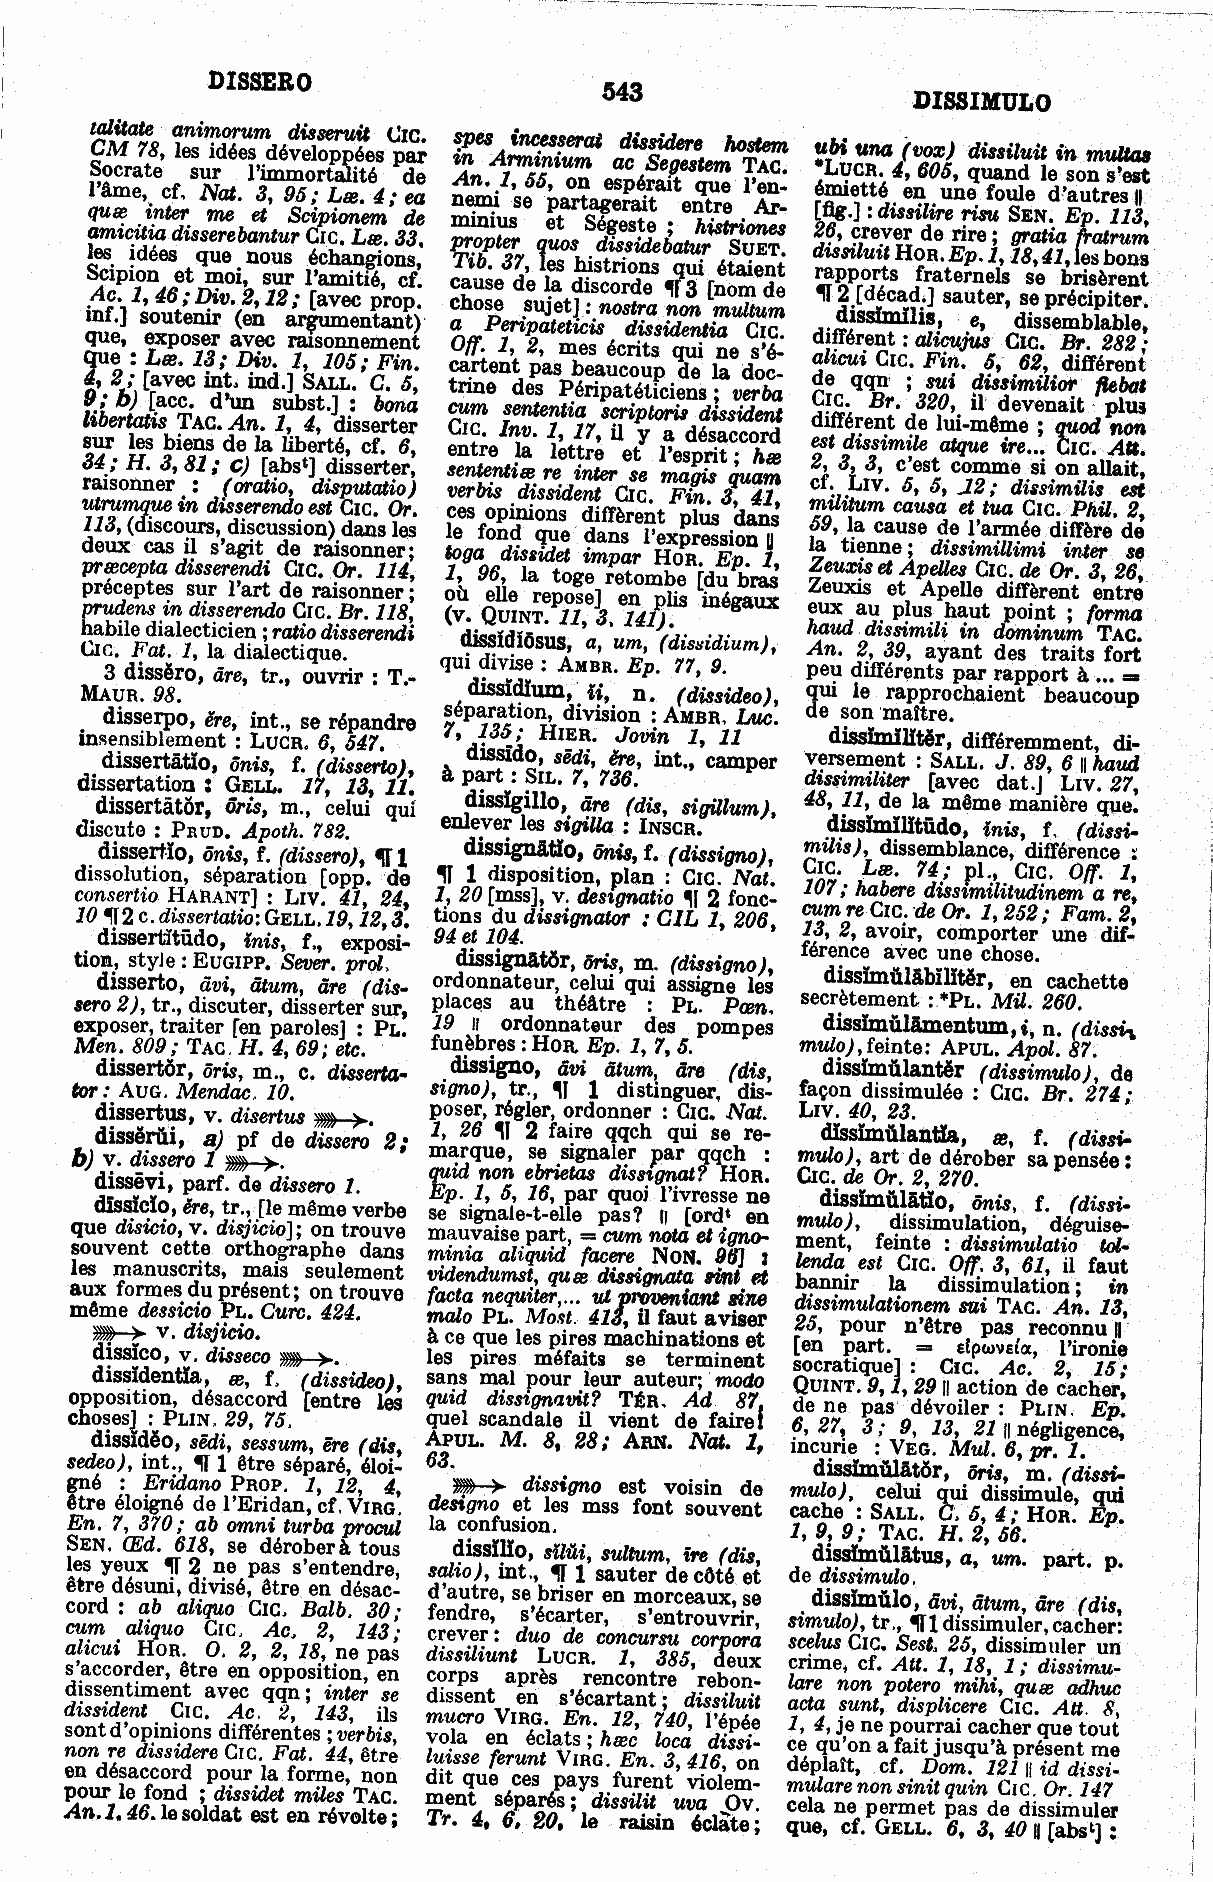 DISSERO
543
DISSIMULO
talitate animorum disseruit CIC.
CM 78, les idées développées par
Socrate sur l'immortalité de
l'âme, cf. Nat. 3, 95; Læ. 4; ea
quæ inter me et Scipionem de
amicitia disserebantur CIC. Læ. 33,
les idées que nous échangions,
Scipion et moi, sur l'amitié, cf.
Ac. 1, 46; Div. 2, 12; [avec prop.
inf.] soutenir (en argumentant)
que, exposer avec raisonnement
que : Læ. 13; Div. 1, 105; Fin.
4, 2; [avec int. ind.] SALL. C. 5,
9; b) [acc. d'un subst.] : bona
libertatis TAC. An. 1, 4, disserter
sur les biens de la liberté, cf. 6,
34; H. 3, 81; c) [absᵗ] disserter,
raisonner : (oratio, disputatio)
utrumque in disserendo est CIC. Or.
113, (discours, discussion) dans les
deux cas il s'agit de raisonner;
præcepta disserendi CIC. Or. 114,
préceptes sur l'art de raisonner;
prudens in disserendo CIC. Br. 118,
habile dialecticien; ratio disserendi
CIC. Fat. 1, la dialectique.
3 dissĕro, āre, tr., ouvrir : T.-
MAUR. 98.
disserpo, ĕre, int., se répandre
insensiblement : LUCR. 6, 547.
dissertātĭo, ōnis, f. (disserto),
dissertation : GELL. 17, 13, 11.
dissertātŏr, ōris, m., celui qui
discute : PRUD. Apoth. 782.
dissertĭo, ōnis, f. (dissero), ¶ 1
dissolution, séparation [opp. de
consertio HARANT] : LIV. 41, 24,
10 ¶ 2 c. dissertatio: GELL. 19, 12, 3.
dissertĭtūdo, ĭnis, f., exposi-
tion, style : EUGIPP. Sever. prol.
disserto, āvi, ātum, āre (dis-
sero 2), tr., discuter, disserter sur,
exposer, traiter [en paroles] : PL.
Men. 809; TAC. H. 4, 69; etc.
dissertŏr, ōris, m., c. disserta-
tor : AUG. Mendac. 10.
dissertus, v. disertus ⟫→.
dissĕrŭi, a) pf de dissero 2;
b) v. dissero 1 ⟫→.
dissēvi, parf. de dissero 1.
dissĭcĭo, ĕre, tr., [le même verbe
que disicio, v. disjicio]; on trouve
souvent cette orthographe dans
les manuscrits, mais seulement
aux formes du présent; on trouve
même dessicio PL. Curc. 424.
⟫→ v. disjicio.
dissĭco, v. disseco ⟫→.
dissĭdentĭa, æ, f. (dissideo),
opposition, désaccord [entre les
choses] : PLIN. 29, 75.
dissĭdĕo, sēdi, sessum, ēre (dis,
sedeo), int., ¶ 1 être séparé, éloi-
gné : Eridano PROP. 1, 12, 4,
être éloigné de l'Eridan, cf. VIRG.
En. 7, 370; ab omni turba procul
SEN. Œd. 618, se dérober à tous
les yeux ¶ 2 ne pas s'entendre,
être désuni, divisé, être en désac-
cord : ab aliquo CIC. Balb. 30;
cum aliquo CIC. Ac. 2, 143;
alicui HOR. O. 2, 2, 18, ne pas
s'accorder, être en opposition, en
dissentiment avec qqn; inter se
dissident CIC. Ac. 2, 143, ils
sont d'opinions différentes; verbis,
non re dissidere CIC. Fat. 44, être
en désaccord pour la forme, non
pour le fond ; dissidet miles TAC.
An. 1, 46. le soldat est en révolte;
spes incesserat dissidere hostem
in Arminium ac Segestem TAC.
An. 1, 55, on espérait que l'en-
nemi se partagerait entre Ar-
minius et Ségeste ; histriones
propter quos dissidebatur SUET.
Tib. 37, les histrions qui étaient
cause de la discorde ¶ 3 [nom de
chose sujet] : nostra non multum
a Peripateticis dissidentia CIC.
Off. 1, 2, mes écrits qui ne s'é-
cartent pas beaucoup de la doc-
trine des Péripatéticiens; verba
cum sententia scriptoris dissident
CIC. Inv. 1, 17, il y a désaccord
entre la lettre et l'esprit; hæ
sententiæ re inter se magis quam
verbis dissident CIC. Fin. 3, 41,
ces opinions diffèrent plus dans
le fond que dans l'expression ||
toga dissidet impar HOR. Ep. 1,
1, 96, la toge retombe [du bras
où elle repose] en plis inégaux
(v. QUINT. 11, 3, 141).
dissĭdĭōsus, a, um, (dissidium),
qui divise : AMBR. Ep. 77, 9.
dissĭdĭum, ĭi, n. (dissideo),
séparation, division : AMBR. Luc.
7, 135; HIER. Jovin 1, 11
dissīdo, sēdi, ĕre, int., camper
à part : SIL. 7, 736.
dissĭgillo, āre (dis, sigillum),
enlever les sigilla : INSCR.
dissignātĭo, ōnis, f. (dissigno),
¶ 1 disposition, plan : CIC. Nat.
1, 20 [mss], v. designatio ¶ 2 fonc-
tions du dissignator : CIL 1, 206,
94 et 104.
dissignātŏr, ōris, m. (dissigno),
ordonnateur, celui qui assigne les
places au théâtre : PL. Pœn.
19 || ordonnateur des pompes
funèbres : HOR. Ep. 1, 7, 5.
dissigno, āvi ātum, āre (dis,
signo), tr., ¶ 1 distinguer, dis-
poser, régler, ordonner : CIC. Nat.
1, 26 ¶ 2 faire qqch qui se re-
marque, se signaler par qqch :
quid non ebrietas dissignat? HOR.
Ep. 1, 5, 16, par quoi l'ivresse ne
se signale-t-elle pas? || [ordᵗ en
mauvaise part, = cum nota et igno-
minia aliquid facere NON. 96] :
videndumst, quæ dissignata sint et
facta nequiter,... ut proveniant sine
malo PL. Most. 413, il faut aviser
à ce que les pires machinations et
les pires méfaits se terminent
sans mal pour leur auteur; modo
quid dissignavit? TÉR. Ad 87,
quel scandale il vient de faire!
APUL. M. 8, 28; ARN. Nat. 1,
63.
⟫→ dissigno est voisin de
designo et les mss font souvent
la confusion.
dissĭlĭo, sĭlŭi, sultum, īre (dis,
salio), int., ¶ 1 sauter de côté et
d'autre, se briser en morceaux, se
fendre, s'écarter, s'entrouvrir,
crever : duo de concursu corpora
dissiliunt LUCR. 1, 385, deux
corps après rencontre rebon-
dissent en s'écartant; dissiluit
mucro VIRG. En. 12, 740, l'épée
vola en éclats; hæc loca dissi-
luisse ferunt VIRG. En. 3, 416, on
dit que ces pays furent violem-
ment séparés; dissilit uva OV.
Tr. 4, 6, 20, le raisin éclate;
ubi una (vox) dissiluit in multas
*LUCR. 4, 605, quand le son s'est
émietté en une foule d'autres ||
[fig.] : dissilire risu SEN. Ep. 113,
26, crever de rire; gratia fratrum
dissiluit HOR. Ep. 1, 18, 41, les bons
rapports fraternels se brisèrent
¶ 2 [décad.] sauter, se précipiter.
dissĭmĭlis, e, dissemblable,
différent : alicujus CIC. Br. 282;
alicui CIC. Fin. 5, 62, différent
de qqn ; sui dissimilior fiebat
CIC. Br. 320, il devenait plus
différent de lui-même ; quod non
est dissimile atque ire... CIC. Att.
2, 3, 3, c'est comme si on allait,
cf. LIV. 5, 5, 12; dissimilis est
militum causa et tua CIC. Phil. 2,
59, la cause de l'armée diffère de
la tienne; dissimillimi inter se
Zeuxis et Apelles CIC. de Or. 3, 26,
Zeuxis et Apelle diffèrent entre
eux au plus haut point ; forma
haud dissimili in dominum TAC.
An. 2, 39, ayant des traits fort
peu différents par rapport à ... =
qui le rapprochaient beaucoup
de son maître.
dissĭmĭlĭtĕr, différemment, di-
versement : SALL. J. 89, 6 || haud
dissimiliter [avec dat.] LIV. 27,
48, 11, de la même manière que.
dissĭmĭlĭtūdo, ĭnis, f. (dissi-
milis), dissemblance, différence :
CIC. Læ. 74; pl., CIC. Off. 1,
107; habere dissimilitudinem a re,
cum re CIC. de Or. 1, 252; Fam. 2,
13, 2, avoir, comporter une dif-
férence avec une chose.
dissĭmŭlābĭlĭtĕr, en cachette
secrètement : *PL. Mil. 260.
dissĭmŭlāmentum, i, n. (dissi-
mulo), feinte: APUL. Apol. 87.
dissĭmŭlantĕr (dissimulo), de
façon dissimulée : CIC. Br. 274;
LIV. 40, 23.
dissĭmŭlantĭa, æ, f. (dissi-
mulo), art de dérober sa pensée :
CIC. de Or. 2, 270.
dissĭmŭlātĭo, ōnis, f. (dissi-
mulo), dissimulation, déguise-
ment, feinte : dissimulatio tol-
lenda est CIC. Off. 3, 61, il faut
bannir la dissimulation; in
dissimulationem sui TAC. An. 13,
25, pour n'être pas reconnu ||
[en part. = εἰρωνεία, l'ironie
socratique] : CIC. Ac. 2, 15;
QUINT. 9, 1, 29 || action de cacher,
de ne pas dévoiler : PLIN. Ep.
6, 27, 3; 9, 13, 21 || négligence,
incurie : VEG. Mul. 6, pr. 1.
dissĭmŭlātŏr, ōris, m. (dissi-
mulo), celui qui dissimule, qui
cache : SALL. C. 5, 4; HOR. Ep.
1, 9, 9; TAC. H. 2, 56.
dissĭmŭlātus, a, um. part. p.
de dissimulo.
dissĭmŭlo, āvi, ātum, āre (dis,
simulo), tr., ¶ 1 dissimuler, cacher:
scelus CIC. Sest. 25, dissimuler un
crime, cf. Att. 1, 18, 1; dissimu-
lare non potero mihi, quæ adhuc
acta sunt, displicere CIC. Att. 8,
1, 4, je ne pourrai cacher que tout
ce qu'on a fait jusqu'à présent me
déplaît, cf. Dom. 121 || id dissi-
mulare non sinit quin CIC. Or. 147
cela ne permet pas de dissimuler
que, cf. GELL. 6, 3, 40 || [absᵗ] :